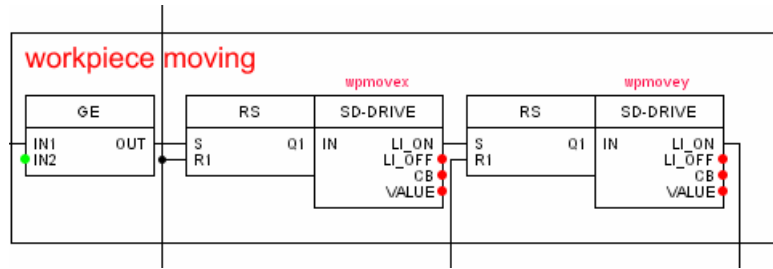 workpiece moving
wpmovex
wpmovey
GE
RS
SD-DRIVE
RS
SD-DRIVE
IN1 OUT
IN2
S Q1
R1
IN LI_ON
LI_OFF
CB
VALUE
S Q1
R1
IN LI_ON
LI_OFF
CB
VALUE